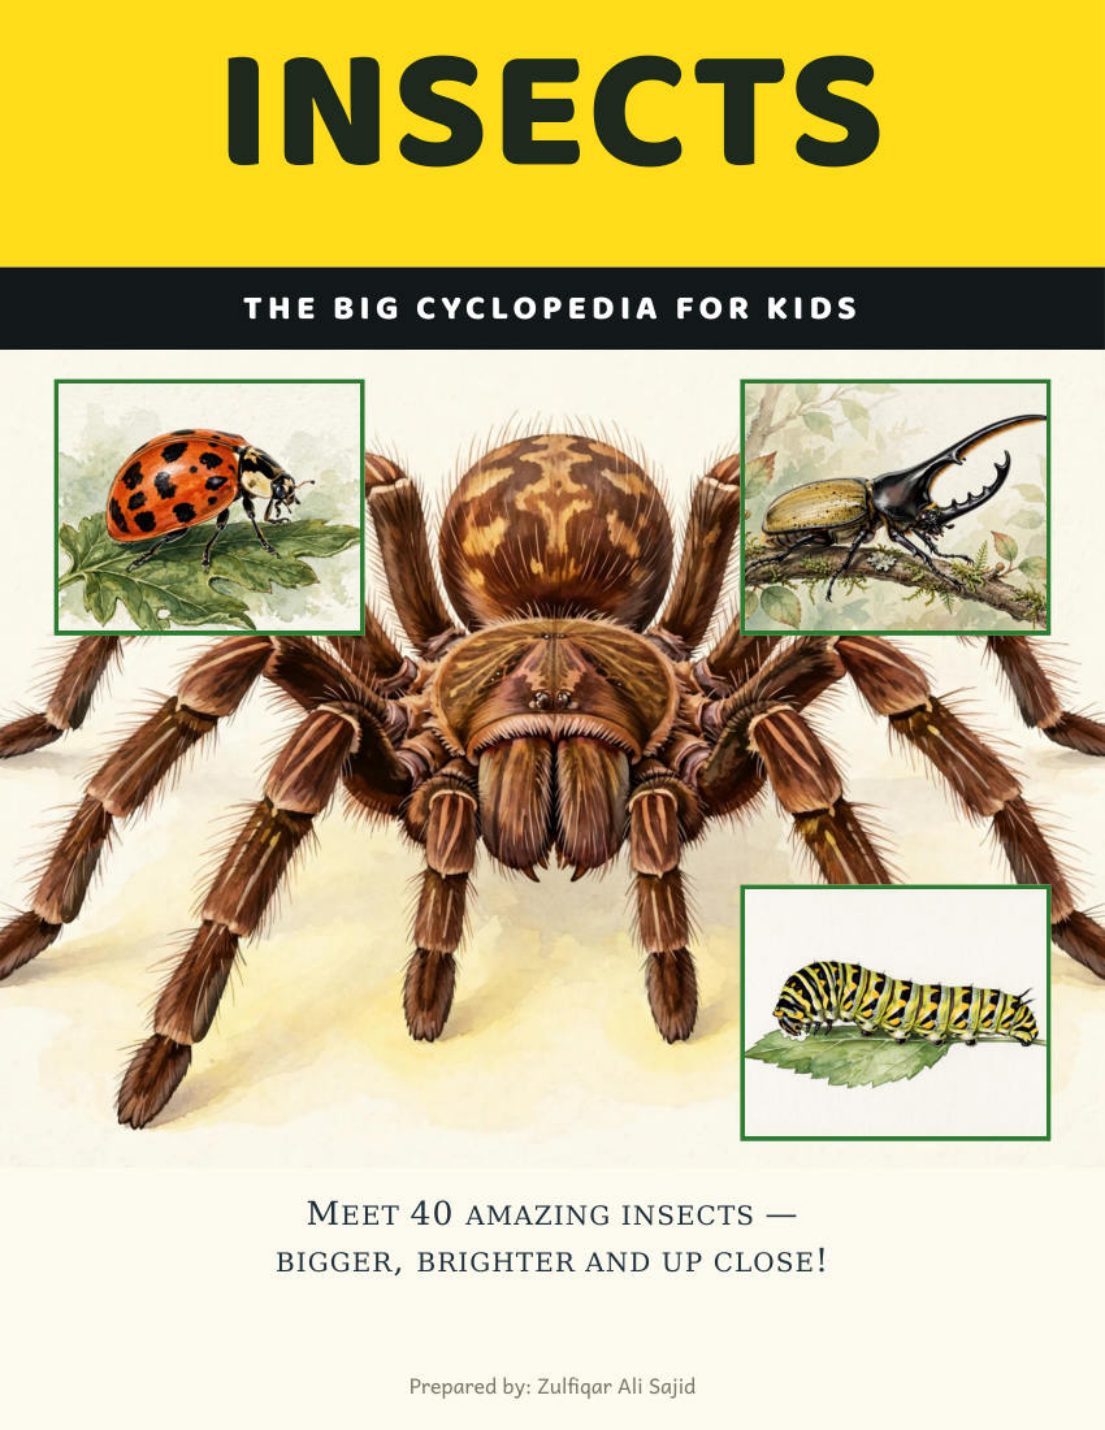 INSECTS
THE BIG CYCLOPEDIA FOR KIDS
MEET 40 AMAZING INSECTS —
BIGGER, BRIGHTER AND UP CLOSE!
Prepared by: Zulfiqar Ali Sajid